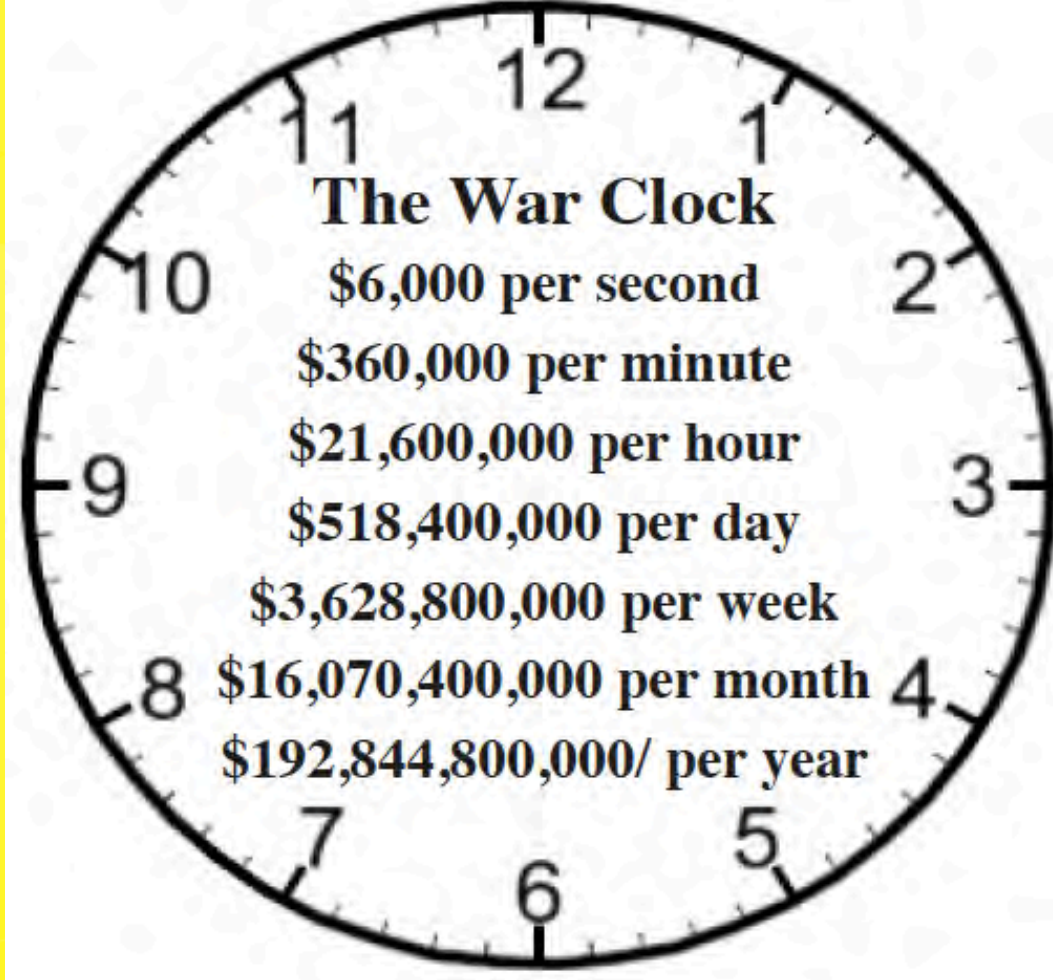 12
11
1
The War Clock
10
2
$6,000 per second
$360,000 per minute
$21,600,000 per hour
9
3
$518,400,000 per day
$3,628,800,000 per week
8
$16,070,400,000 per month
4
$192,844,800,000/ per year
7
5
6